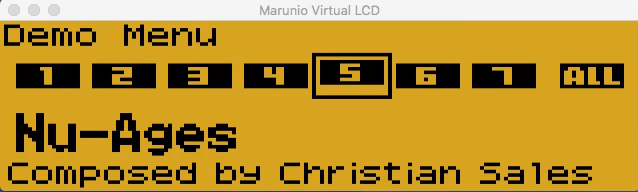 Marunio Virtual LCD
Demo Menu
1 2 3 4 5 6 7 ALL
Nu-Ages
Composed by Christian Sales